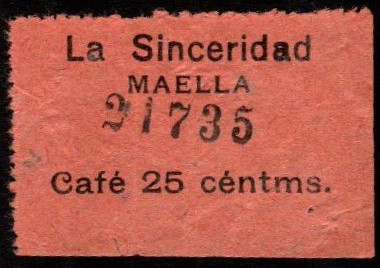 La Sinceridad
MAELLA
21735
Café 25 céntms.